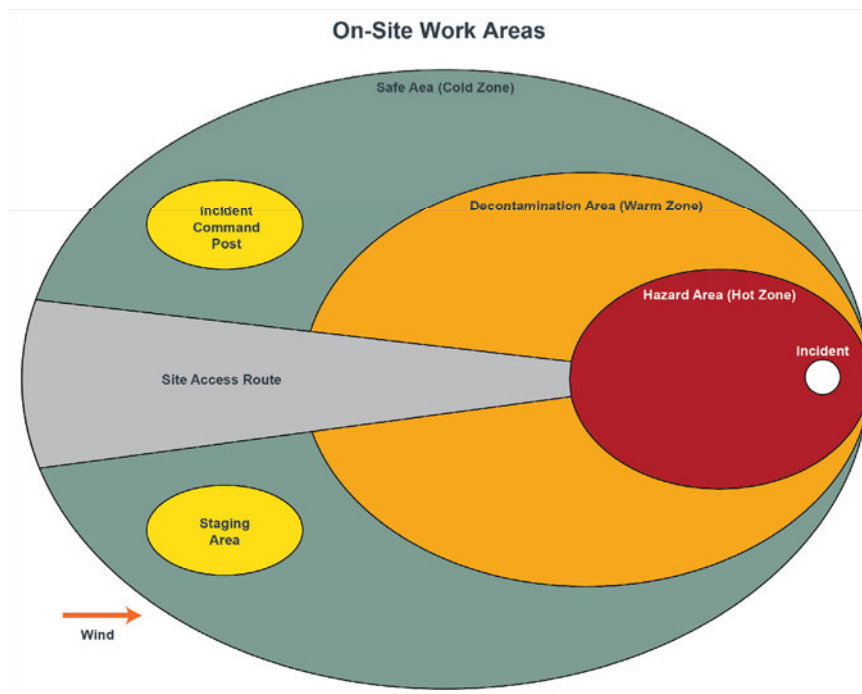 On-Site Work Areas
Safe Aea (Cold Zone)
Incident
Command
Post
Decontamination Area (Warm Zone)
Hazard Area (Hot Zone)
Incident
Site Access Route
Staging
Area
Wind